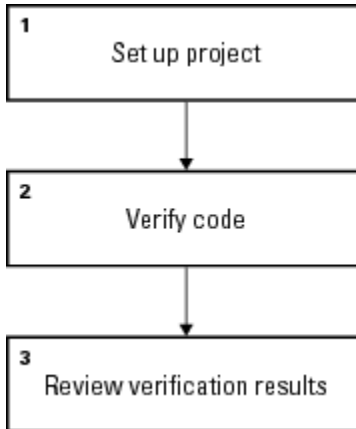 1
Set up project
2
Verify code
3
Review verification results